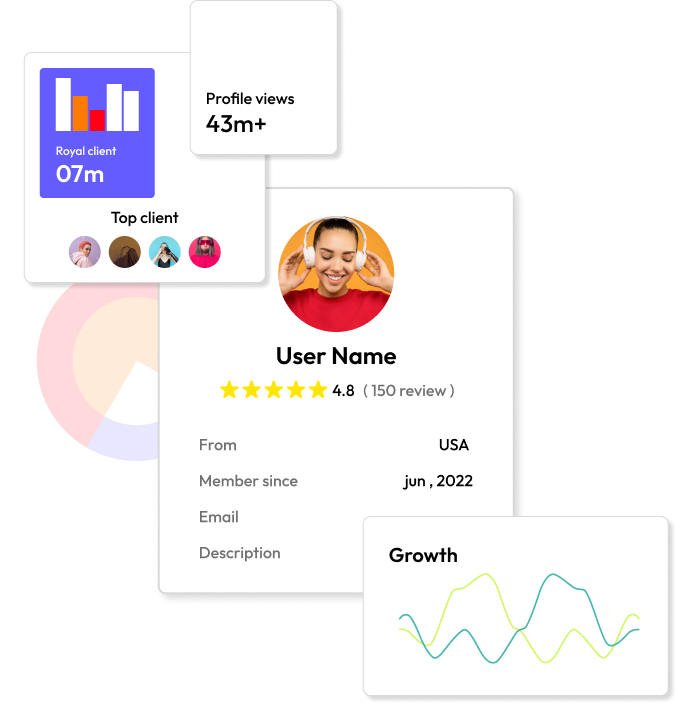 Profile views
43m+
Royal client
07m
Top client
User Name
4.8 ( 150 review )
From USA
Member since jun , 2022
Email
Description
Growth